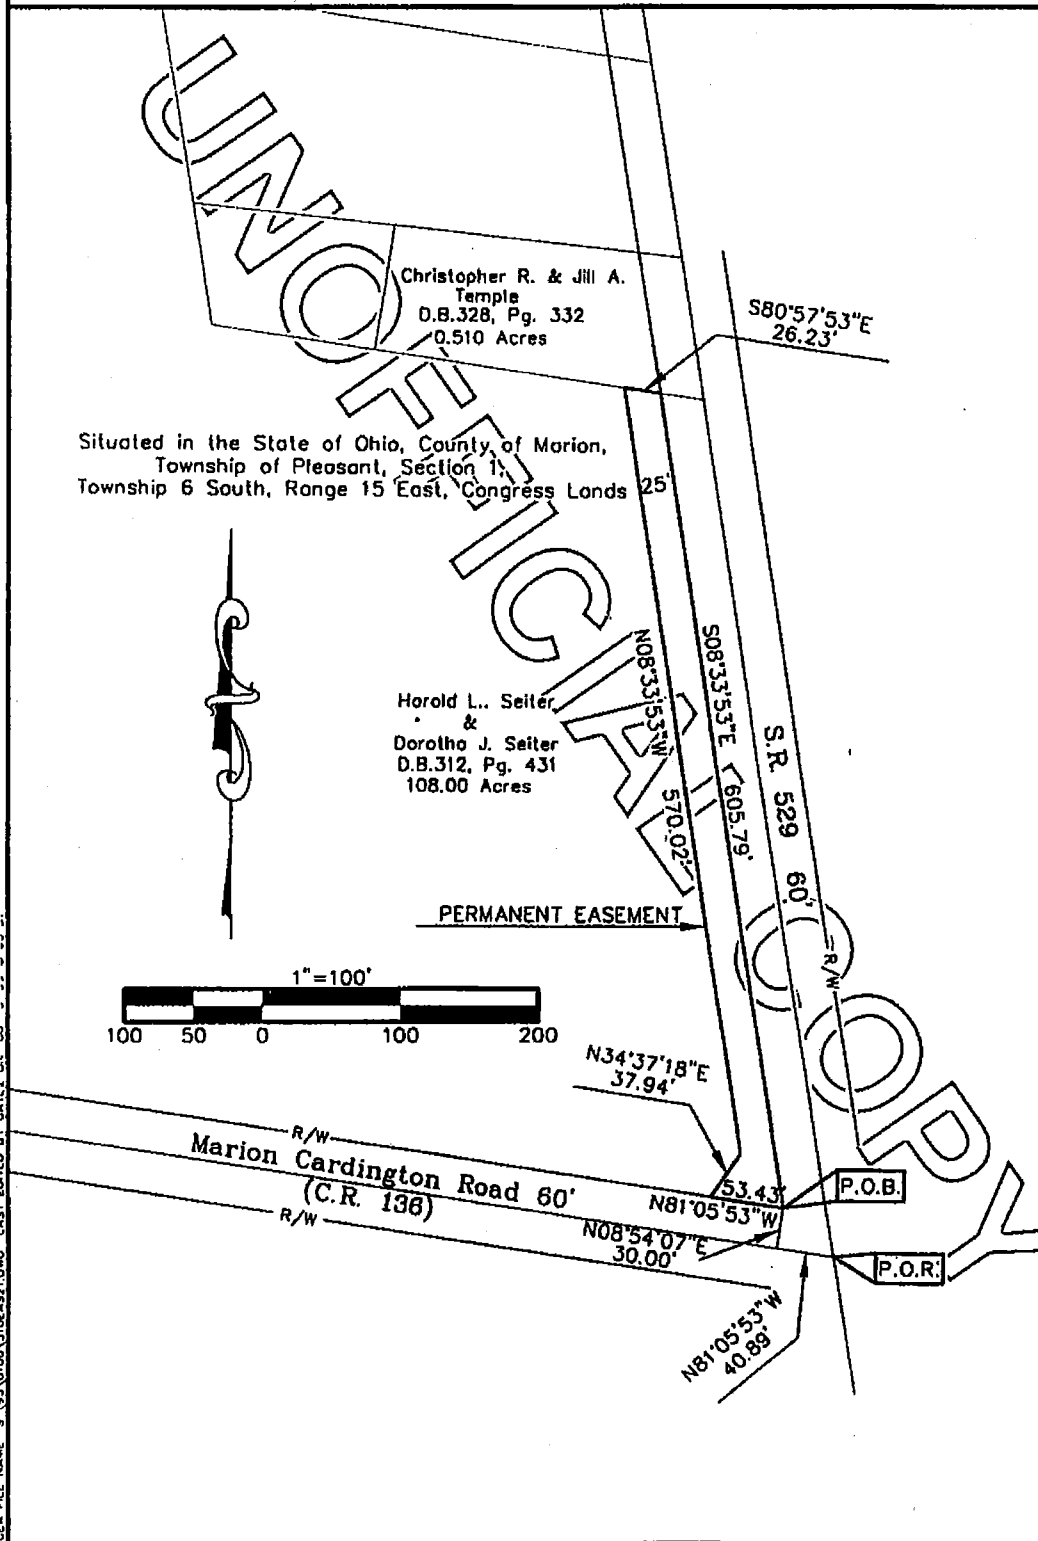 UNOFFICIAL COPY
Christopher R. & Jill A.
Temple
D.B.328, Pg. 332
0.510 Acres
S80°57'53"E
26.23'
Situated in the State of Ohio, County of Marion,
Township of Pleasant, Section 1,
Township 6 South, Range 15 East, Congress Lands
25'
N08°33'53"W
570.02'
S08°33'53"E
605.79'
S.R. 529 60'
Harold L.. Seiter
&
Dorotha J. Seiter
D.B.312, Pg. 431
108.00 Acres
PERMANENT EASEMENT
R/W
1"=100'
100 50 0 100 200
N34°37'18"E
37.94'
R/W
Marion Cardington Road 60'
(C.R. 136)
R/W
53.43'
N81°05'53"W
P.O.B.
N08°54'07"E
30.00'
P.O.R.
N81°05'53"W
40.89'